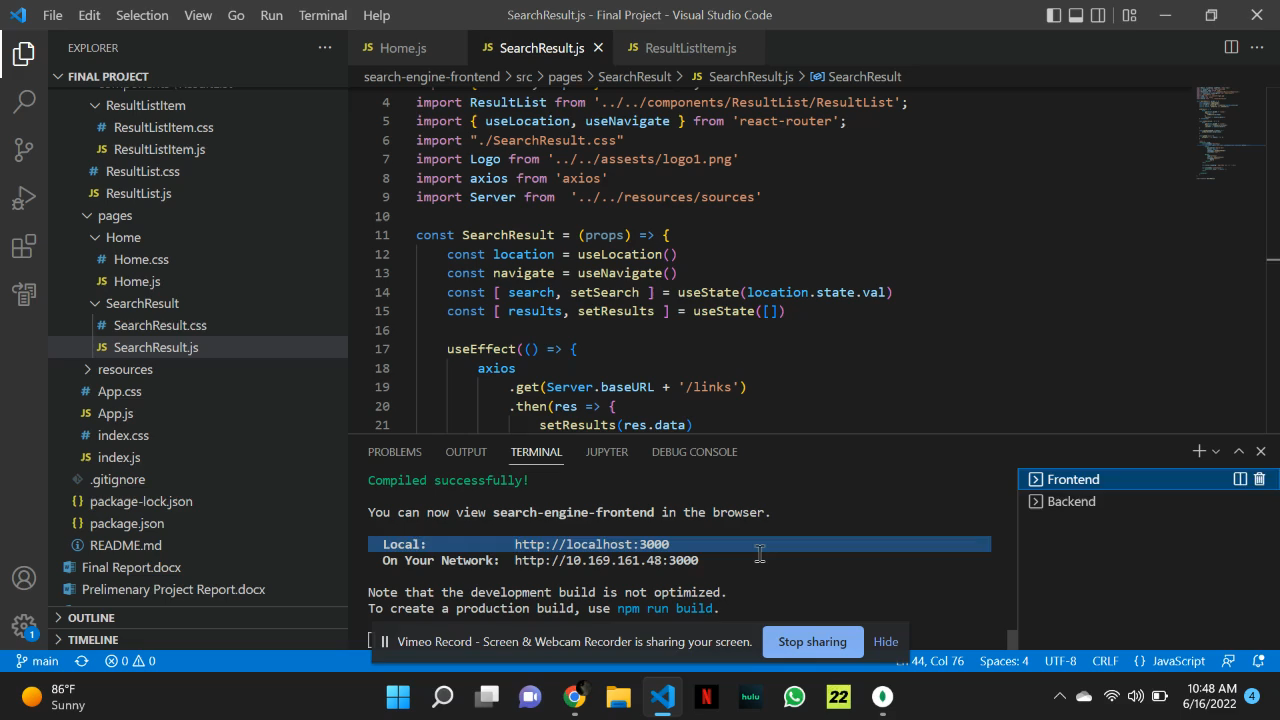 File Edit Selection View Go Run Terminal Help SearchResult.js - Final Project - Visual Studio Code
EXPLORER
FINAL PROJECT
ResultListItem
ResultListItem.css
ResultListItem.js
ResultList.css
ResultList.js
pages
Home
Home.css
Home.js
SearchResult
SearchResult.css
SearchResult.js
resources
App.css
App.js
index.css
index.js
.gitignore
package-lock.json
package.json
README.md
Final Report.docx
Prelimenary Project Report.docx
OUTLINE
TIMELINE
Home.js SearchResult.js ResultListItem.js
search-engine-frontend > src > pages > SearchResult > SearchResult.js > SearchResult
4 import ResultList from '../../components/ResultList/ResultList';
5 import { useLocation, useNavigate } from 'react-router';
6 import "./SearchResult.css"
7 import Logo from '../../assests/logo1.png'
8 import axios from 'axios'
9 import Server from '../../resources/sources'
10
11 const SearchResult = (props) => {
12 const location = useLocation()
13 const navigate = useNavigate()
14 const [ search, setSearch ] = useState(location.state.val)
15 const [ results, setResults ] = useState([])
16
17 useEffect(() => {
18 axios
19 .get(Server.baseURL + '/links')
20 .then(res => {
21 setResults(res.data)
PROBLEMS OUTPUT TERMINAL JUPYTER DEBUG CONSOLE
Compiled successfully!
You can now view search-engine-frontend in the browser.
Local: http://localhost:3000
On Your Network: http://10.169.161.48:3000
Note that the development build is not optimized.
To create a production build, use npm run build.
Frontend
Backend
Vimeo Record - Screen & Webcam Recorder is sharing your screen. Stop sharing Hide
main 0 0 44, Col 76 Spaces: 4 UTF-8 CRLF {} JavaScript
1
86°F
Sunny
hulu
22
10:48 AM
6/16/2022
4